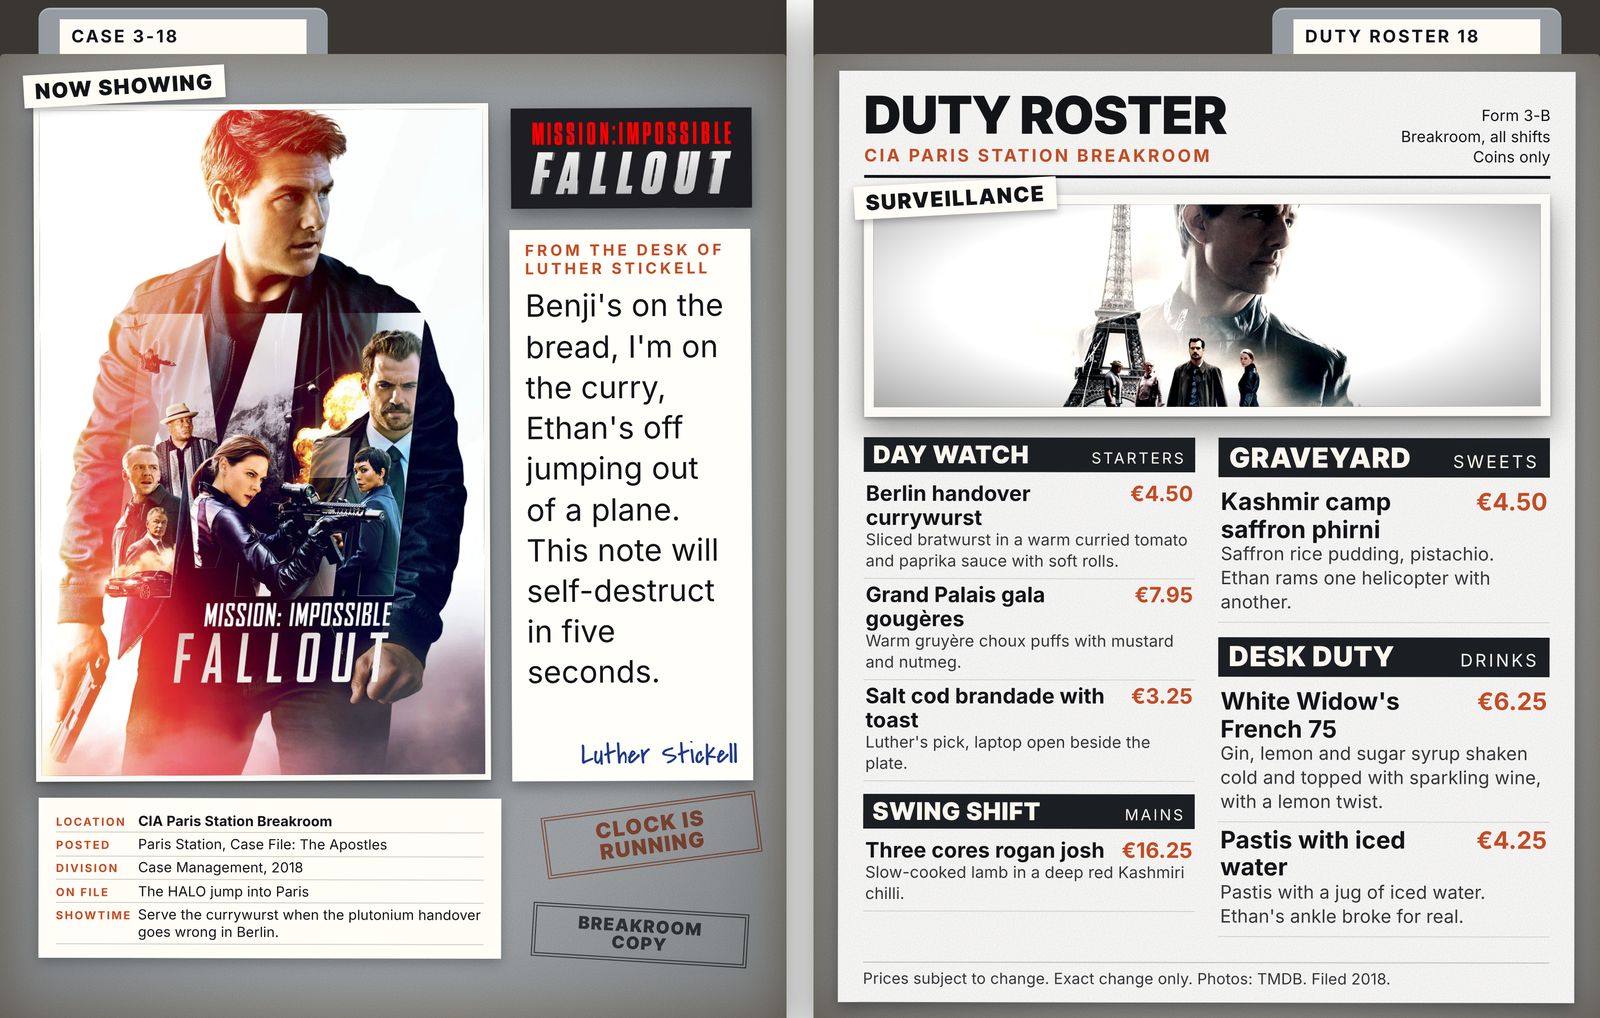 CASE 3-18
NOW SHOWING
MISSION: IMPOSSIBLE
FALLOUT
MISSION:IMPOSSIBLE
FALLOUT
FROM THE DESK OF
LUTHER STICKELL
Benji's on the
bread, I'm on
the curry,
Ethan's off
jumping out
of a plane.
This note will
self-destruct
in five
seconds.
Luther Stickell
LOCATION CIA Paris Station Breakroom
POSTED Paris Station, Case File: The Apostles
DIVISION Case Management, 2018
ON FILE The HALO jump into Paris
SHOWTIME Serve the currywurst when the plutonium handover
goes wrong in Berlin.
CLOCK IS
RUNNING
BREAKROOM
COPY
DUTY ROSTER 18
DUTY ROSTER
CIA PARIS STATION BREAKROOM
Form 3-B
Breakroom, all shifts
Coins only
SURVEILLANCE
DAY WATCH STARTERS
Berlin handover €4.50
currywurst
Sliced bratwurst in a warm curried tomato
and paprika sauce with soft rolls.
Grand Palais gala €7.95
gougères
Warm gruyère choux puffs with mustard
and nutmeg.
Salt cod brandade with €3.25
toast
Luther's pick, laptop open beside the
plate.
SWING SHIFT MAINS
Three cores rogan josh €16.25
Slow-cooked lamb in a deep red Kashmiri
chilli.
GRAVEYARD SWEETS
Kashmir camp €4.50
saffron phirni
Saffron rice pudding, pistachio.
Ethan rams one helicopter with
another.
DESK DUTY DRINKS
White Widow's €6.25
French 75
Gin, lemon and sugar syrup shaken
cold and topped with sparkling wine,
with a lemon twist.
Pastis with iced €4.25
water
Pastis with a jug of iced water.
Ethan's ankle broke for real.
Prices subject to change. Exact change only. Photos: TMDB. Filed 2018.